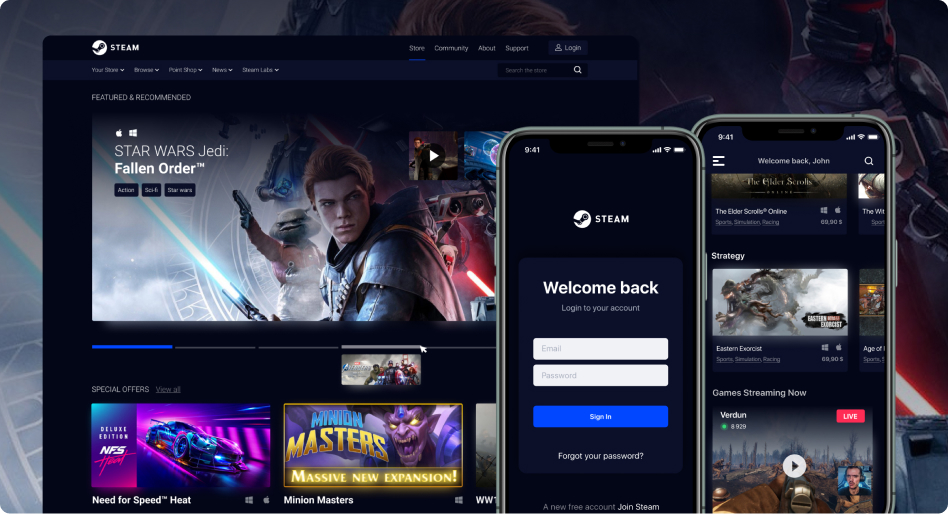 STEAM
Store Community About Support Login
Your Store Browse Point Shop News Steam Labs Search the store
FEATURED & RECOMMENDED
STAR WARS Jedi:
Fallen Order™
Action Sci-fi Star wars
SPECIAL OFFERS View all
DELUXE
EDITION
NFS
Heat
MINION
MASTERS
MASSIVE NEW EXPANSION!
Need for Speed™ Heat
Minion Masters
WW1
9:41
STEAM
Welcome back
Login to your account
Email
Password
Sign In
Forgot your password?
A new free account Join Steam
9:41
Welcome back, John
The Elder Scrolls
ONLINE
The Elder Scrolls® Online
Sports, Simulation, Racing 69,90 $
The Wit
Sport
Strategy
EASTERN
EXORCIST
Eastern Exorcist
Sports, Simulation, Racing 69,90 $
Age of
Sports, S
Games Streaming Now
Verdun
8 929
LIVE